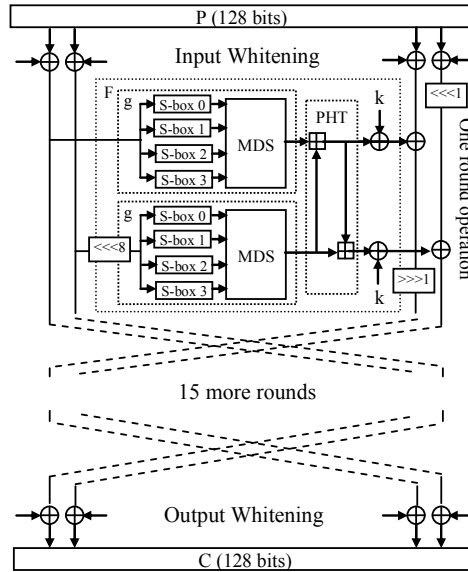 P (128 bits)
Input Whitening
<<<1
F
g
S-box 0
S-box 1
S-box 2
S-box 3
MDS
PHT
k
One round operation
<<<8
g
S-box 0
S-box 1
S-box 2
S-box 3
MDS
k
>>>1
15 more rounds
Output Whitening
C (128 bits)